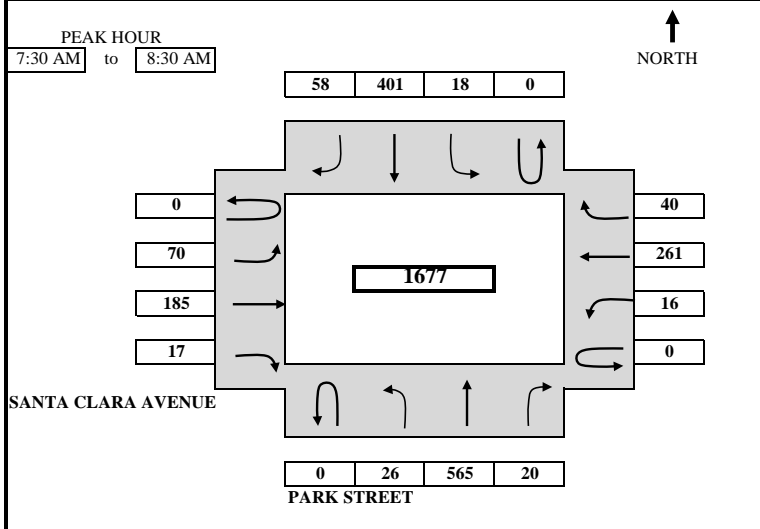 PEAK HOUR
7:30 AM to 8:30 AM
NORTH
58 401 18 0
0 40
70 261
1677
185 16
17 0
SANTA CLARA AVENUE
0 26 565 20
PARK STREET